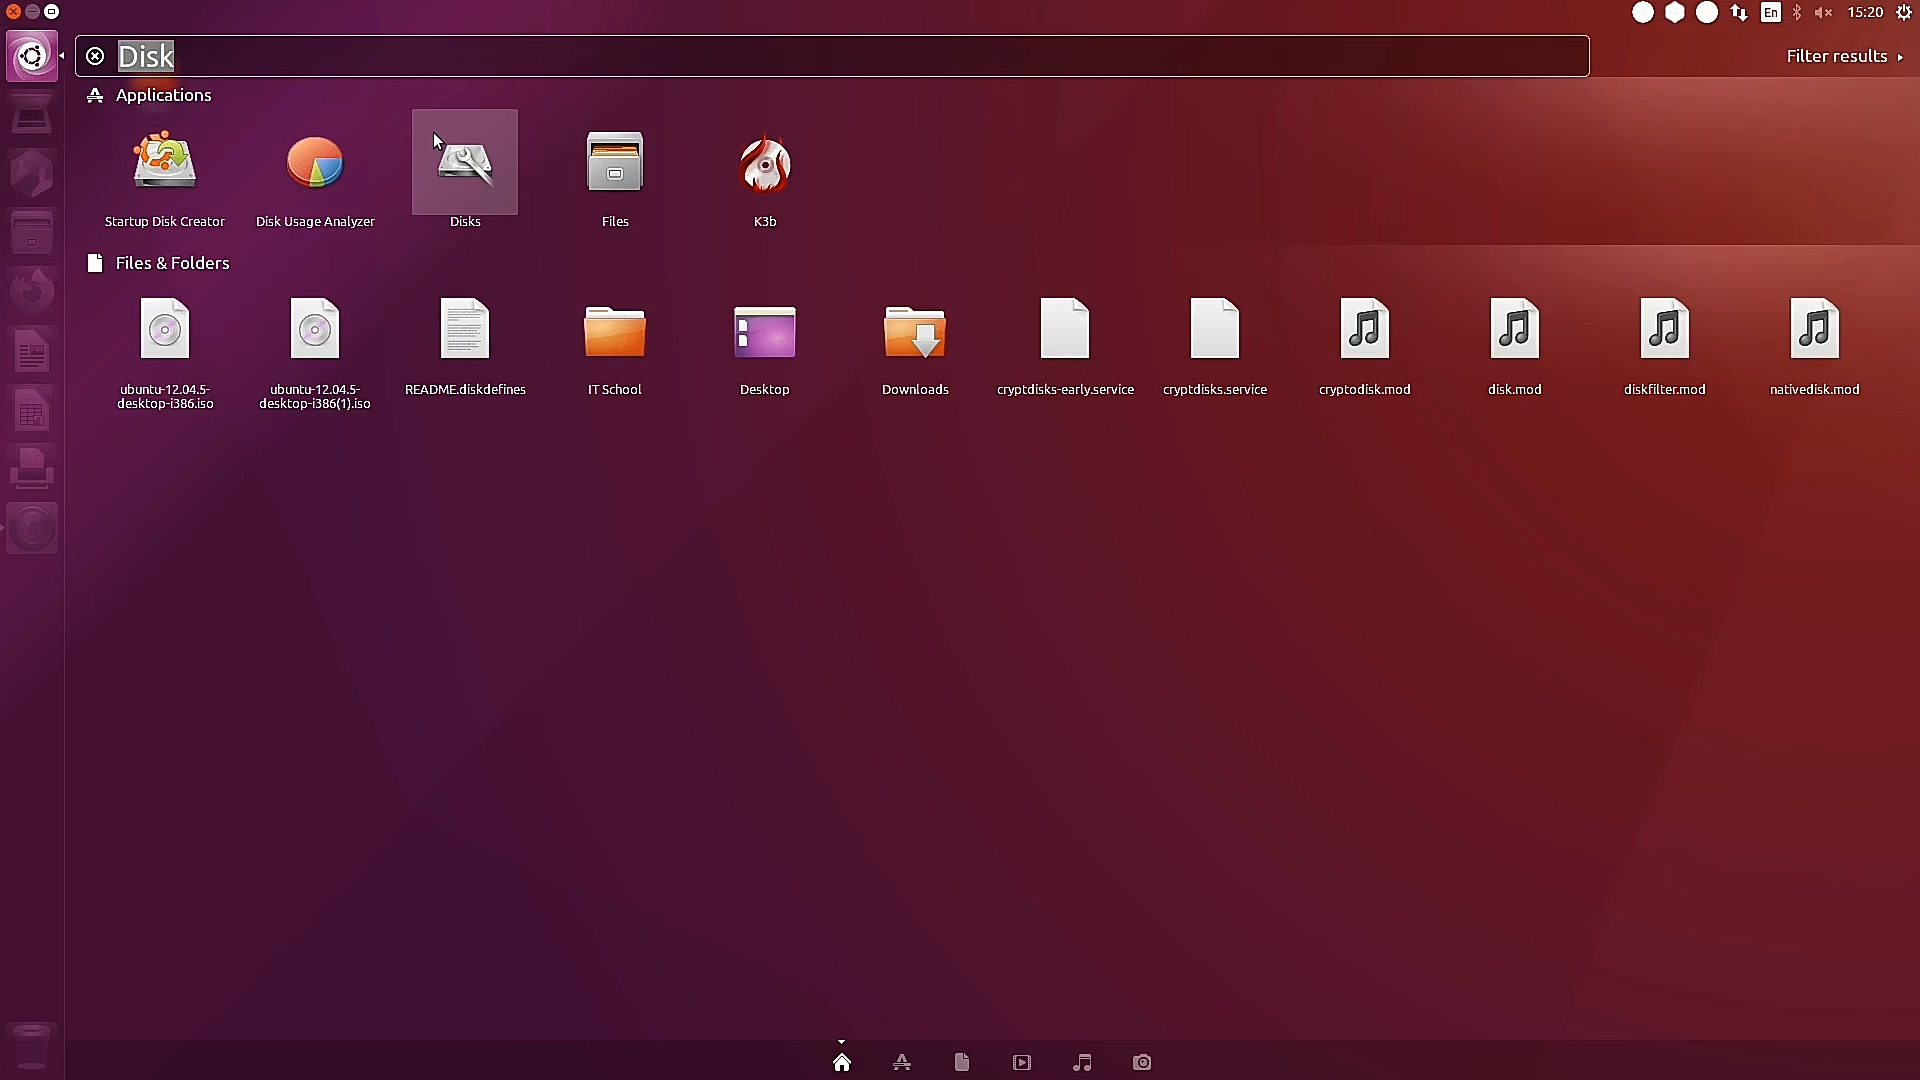 En
15:20
Disk
Filter results
Applications
Startup Disk Creator
Disk Usage Analyzer
Disks
Files
K3b
Files & Folders
ubuntu-12.04.5-
desktop-i386.iso
ubuntu-12.04.5-
desktop-i386(1).iso
README.diskdefines
IT School
Desktop
Downloads
cryptdisks-early.service
cryptdisks.service
cryptodisk.mod
disk.mod
diskfilter.mod
nativedisk.mod